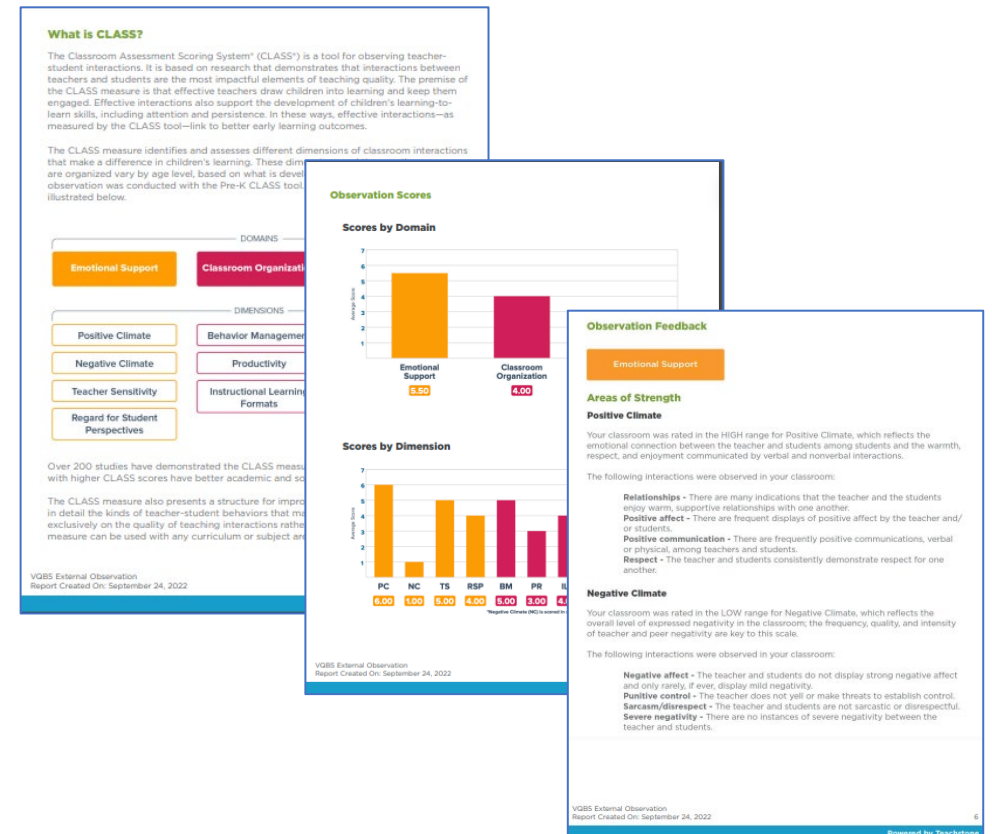 What is CLASS?
The Classroom Assessment Scoring System® (CLASS®) is a tool for observing teacher-
student interactions. It is based on research that demonstrates that interactions between
teachers and students are the most impactful elements of teaching quality. The premise of
the CLASS measure is that effective teachers draw children into learning and keep them
engaged. Effective interactions also support the development of children's learning-to-
learn skills, including attention and persistence. In these ways, effective interactions—as
measured by the CLASS tool—link to better early learning outcomes.
The CLASS measure identifies and assesses different dimensions of classroom interactions
that make a difference in children's learning. These
are organized vary by age level, based on what is
observation was conducted with the Pre-K CLASS tool.
illustrated below.
DOMAINS
Emotional Support
Classroom
DIMENSIONS
Positive Climate
Behavior
Negative Climate
Productivity
Teacher Sensitivity
Instructional Learning
Formats
Regard for Student
Perspectives
Over 200 studies have demonstrated the CLASS
with higher CLASS scores have better academic and
The CLASS measure also presents a structure for
in detail the kinds of teacher-student behaviors that
exclusively on the quality of teaching interactions
measure can be used with any curriculum or subject
VQB5 External Observation
Report Created On: September 24, 2022
Observation Scores
Scores by Domain
7
6
5
4
3
2
1
Average Score
Emotional
Support
5.50
Classroom
Organization
4.00
Scores by Dimension
7
6
5
4
3
2
1
Average Score
PC NC TS RSP BM PR
6.00 1.00 5.00 4.00 5.00 3.00
*Negative Climate (NC) is scored in
VQB5 External Observation
Report Created On: September 24, 2022
Observation Feedback
Emotional Support
Areas of Strength
Positive Climate
Your classroom was rated in the HIGH range for Positive Climate, which reflects the
emotional connection between the teacher and students among students and the warmth,
respect, and enjoyment communicated by verbal and nonverbal interactions.
The following interactions were observed in your classroom:
Relationships - There are many indications that the teacher and the students
enjoy warm, supportive relationships with one another.
Positive affect - There are frequent displays of positive affect by the teacher and/
or students.
Positive communication - There are frequently positive communications, verbal
or physical, among teachers and students.
Respect - The teacher and students consistently demonstrate respect for one
another.
Negative Climate
Your classroom was rated in the LOW range for Negative Climate, which reflects the
overall level of expressed negativity in the classroom; the frequency, quality, and intensity
of teacher and peer negativity are key to this scale.
The following interactions were observed in your classroom:
Negative affect - The teacher and students do not display strong negative affect
and only rarely, if ever, display mild negativity.
Punitive control - The teacher does not yell or make threats to establish control.
Sarcasm/disrespect - The teacher and students are not sarcastic or disrespectful.
Severe negativity - There are no instances of severe negativity between the
teacher and students.
VQB5 External Observation
Report Created On: September 24, 2022
6
Powered by Teachstone